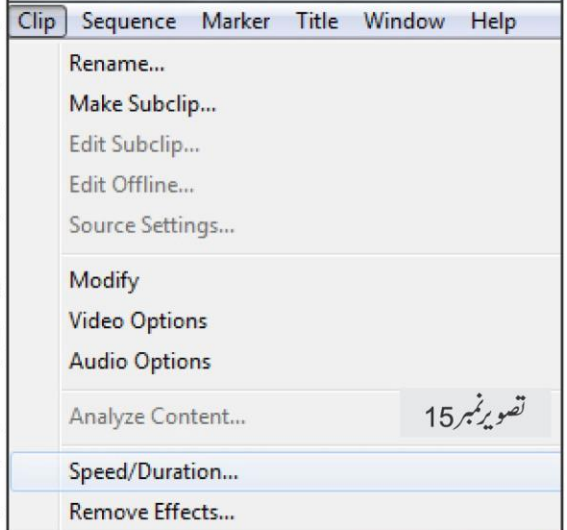 Clip Sequence Marker Title Window Help
Rename...
Make Subclip...
Edit Subclip...
Edit Offline...
Source Settings...
Modify
Video Options
Audio Options
Analyze Content...
تصویر نمبر 15
Speed/Duration...
Remove Effects...